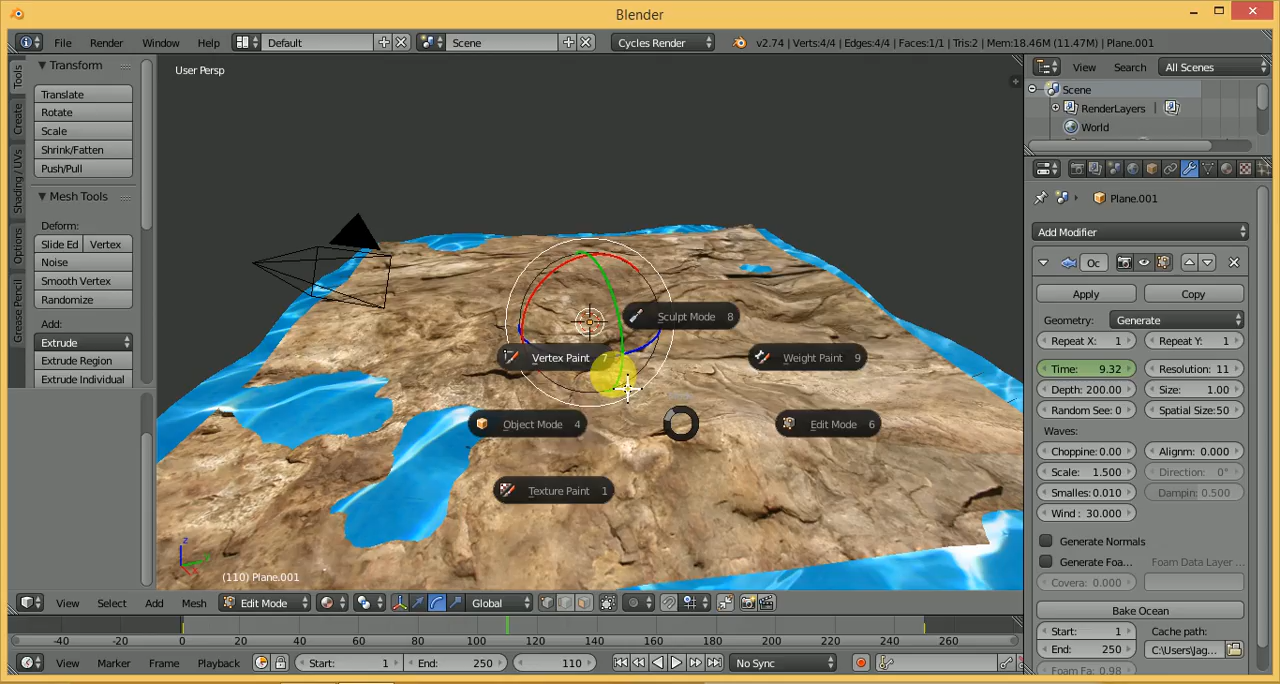 Blender
File Render Window Help Default Scene Cycles Render v2.74 | Verts:4/4 | Edges:4/4 | Faces:1/1 | Tris:2 | Mem:18.46M (11.47M) | Plane.001
Tools
Create
Shading / UVs
Options
Grease Pencil
Transform
Translate
Rotate
Scale
Shrink/Fatten
Push/Pull
Mesh Tools
Deform:
Slide Ed Vertex
Noise
Smooth Vertex
Randomize
Add:
Extrude
Extrude Region
Extrude Individual
User Persp
Sculpt Mode 8
Vertex Paint 7
Weight Paint 9
Object Mode 4
Edit Mode 6
Texture Paint 1
(110) Plane.001
View Search All Scenes
Scene
RenderLayers
World
Plane.001
Add Modifier
Oc
Apply Copy
Geometry: Generate
Repeat X: 1 Repeat Y: 1
Time: 9.32 Resolution: 11
Depth: 200.00 Size: 1.00
Random See: 0 Spatial Size:50
Waves:
Choppine:0.00 Alignm: 0.000
Scale: 1.500 Direction: 0°
Smalles:0.010 Dampin: 0.500
Wind : 30.000
Generate Normals
Generate Foa... Foam Data Layer ...
Covera: 0.000
Bake Ocean
Start: 1 Cache path:
End: 250 C:\Users\Jag...
Foam Fa: 0.98
View Select Add Mesh Edit Mode Global
-40 -20 0 20 40 60 80 100 120 140 160 180 200 220 240 260
View Marker Frame Playback Start: 1 End: 250 110 No Sync